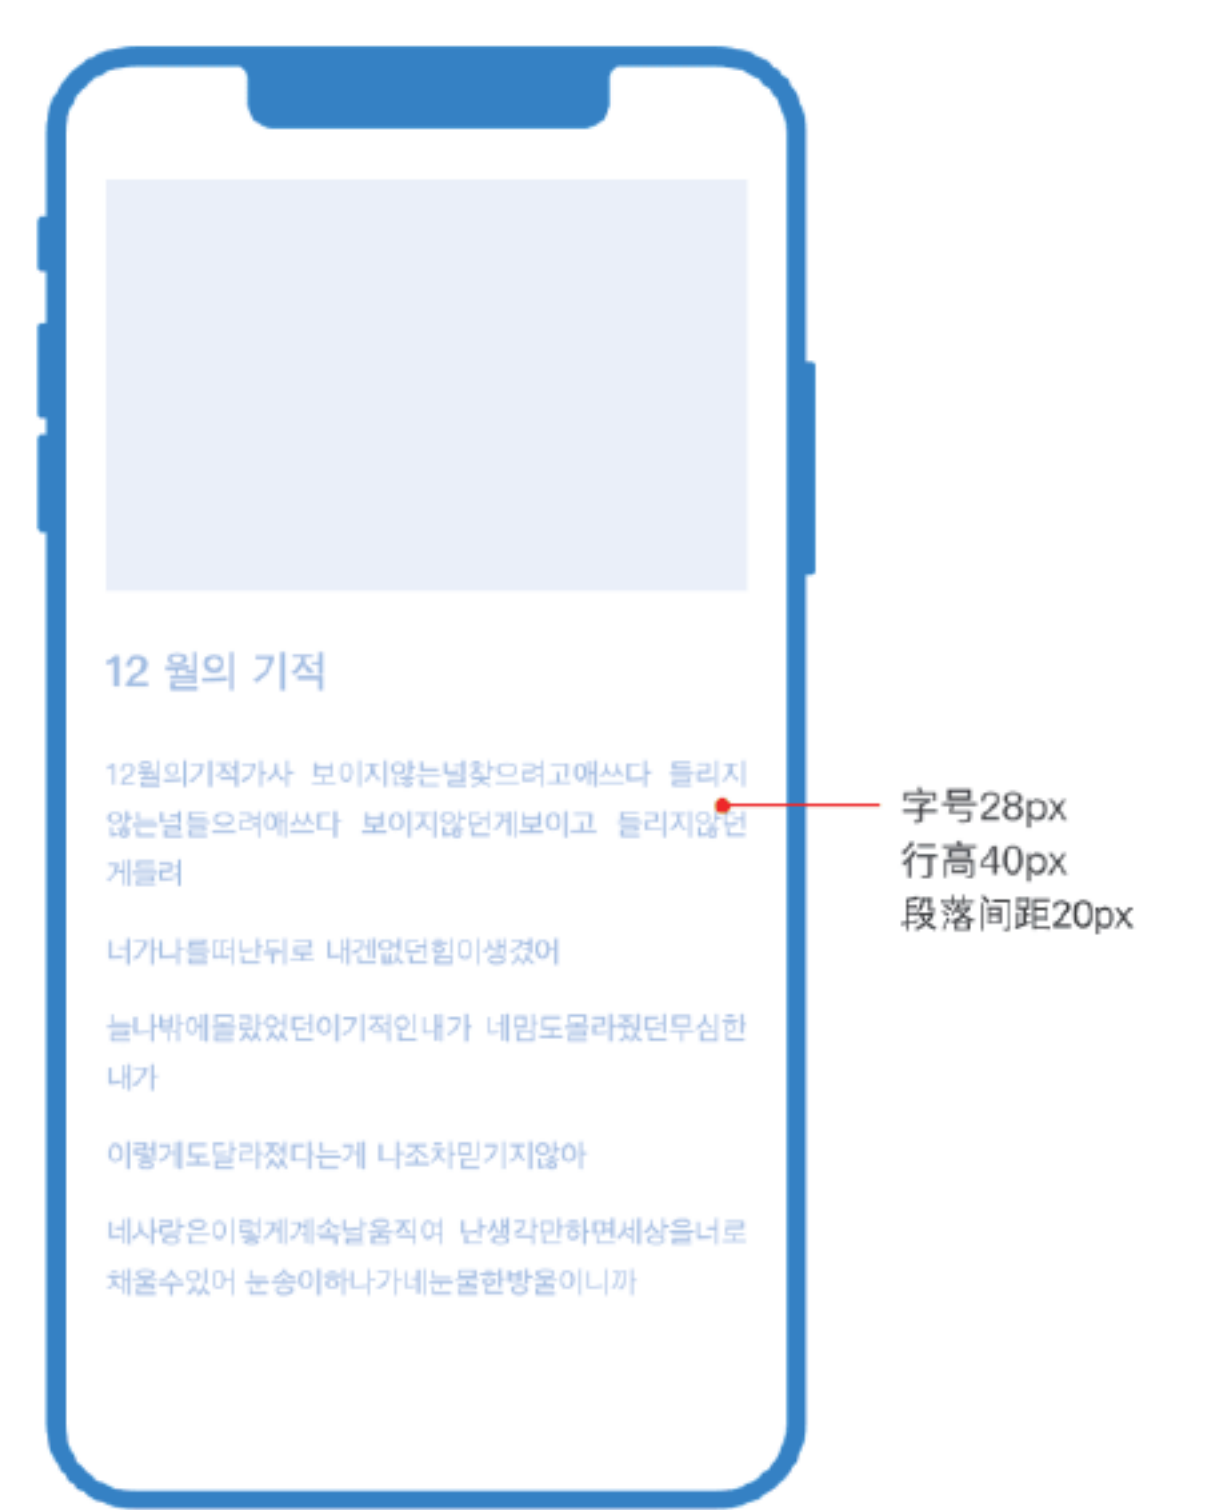 12 월의 기적
12월의기적가사 보이지않는널찾으려고애쓰다 들리지
않는널들으려애쓰다 보이지않던게보이고 들리지않던
게들려
너가나를떠난뒤로 내겐없던힘이생겼어
늘나밖에몰랐었던이기적인내가 네맘도몰라줬던무심한
내가
이렇게도달라졌다는게 나조차믿기지않아
네사랑은이렇게계속날움직여 난생각만하면세상을너로
채울수있어 눈송이하나가네눈물한방울이니까
字号28px
行高40px
段落间距20px